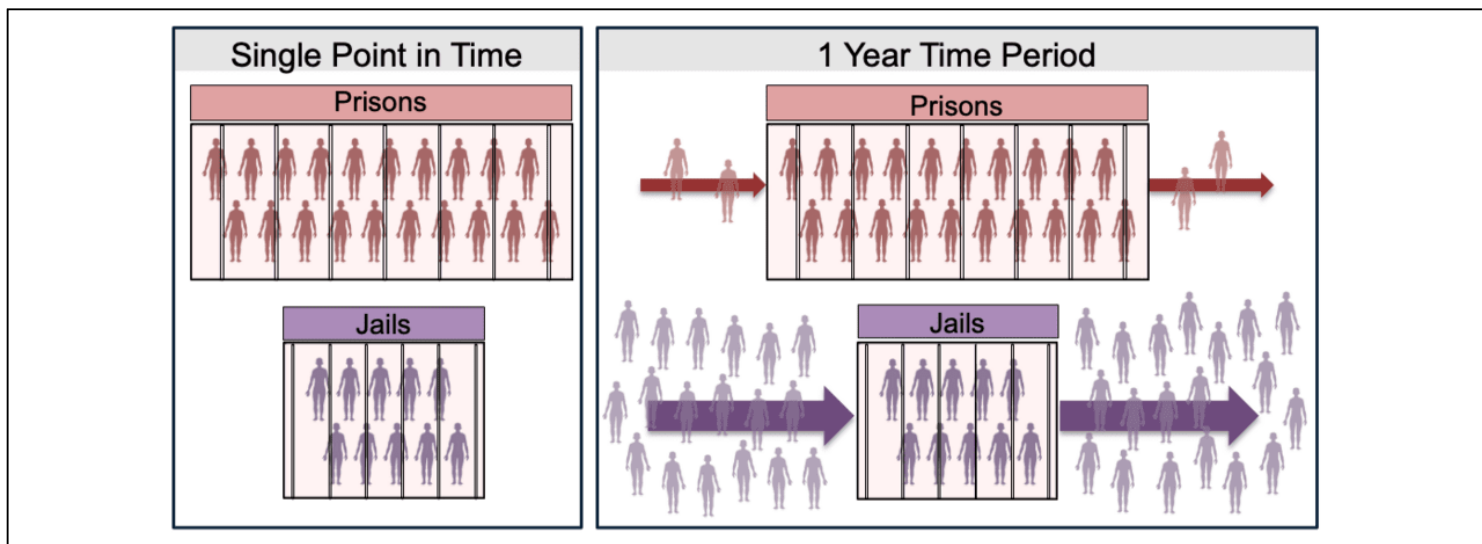 Single Point in Time
Prisons
Jails
1 Year Time Period
Prisons
Jails